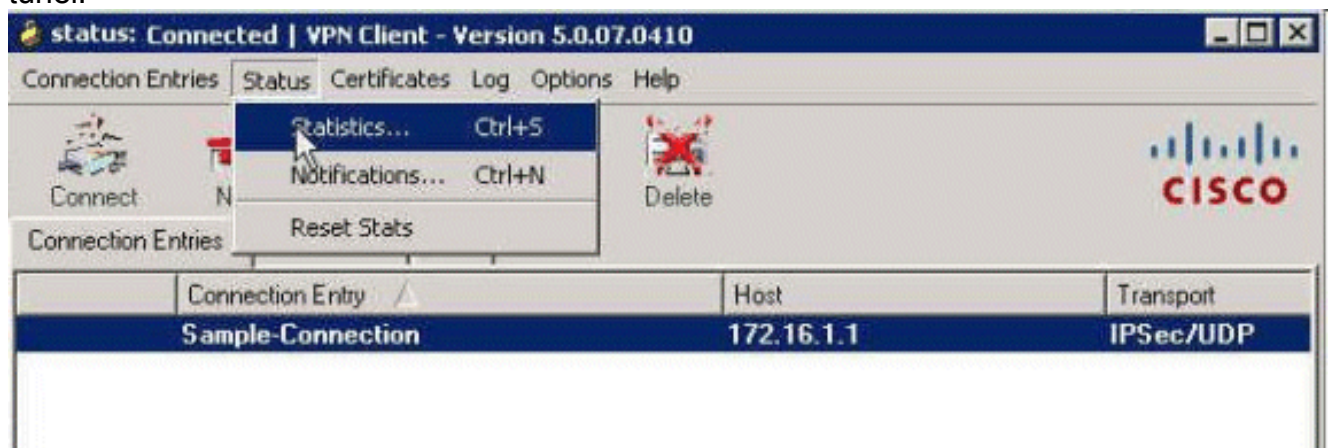 status: Connected | VPN Client - Version 5.0.07.0410
Connection Entries Status Certificates Log Options Help
Statistics... Ctrl+S
Notifications... Ctrl+N
Reset Stats
Connect
Delete
CISCO
Connection Entries
Connection Entry Host Transport
Sample-Connection 172.16.1.1 IPSec/UDP